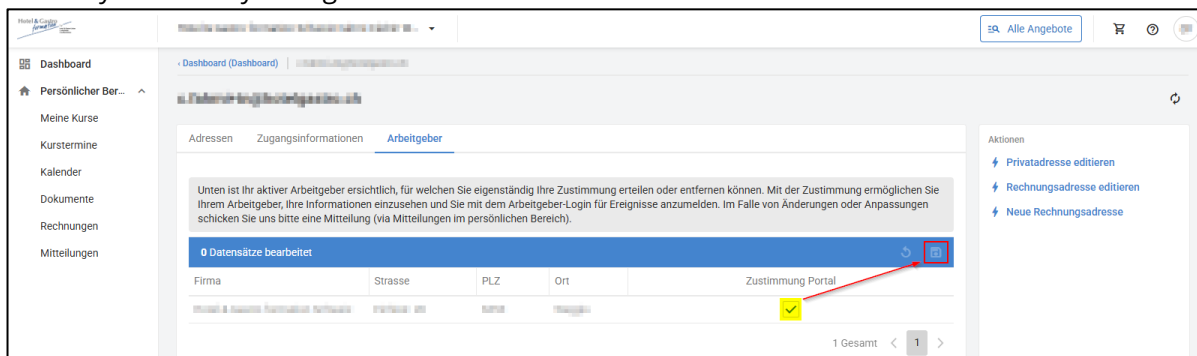 Hotel & Gastro
formation
Alle Angebote
Dashboard
‹ Dashboard (Dashboard)
Persönlicher Ber...
Meine Kurse
Kurstermine
Kalender
Dokumente
Rechnungen
Mitteilungen
Adressen Zugangsinformationen Arbeitgeber
Unten ist Ihr aktiver Arbeitgeber ersichtlich, für welchen Sie eigenständig Ihre Zustimmung erteilen oder entfernen können. Mit der Zustimmung ermöglichen Sie
Ihrem Arbeitgeber, Ihre Informationen einzusehen und Sie mit dem Arbeitgeber-Login für Ereignisse anzumelden. Im Falle von Änderungen oder Anpassungen
schicken Sie uns bitte eine Mitteilung (via Mitteilungen im persönlichen Bereich).
0 Datensätze bearbeitet
Firma Strasse PLZ Ort Zustimmung Portal
1 Gesamt < 1 >
Aktionen
Privatadresse editieren
Rechnungsadresse editieren
Neue Rechnungsadresse